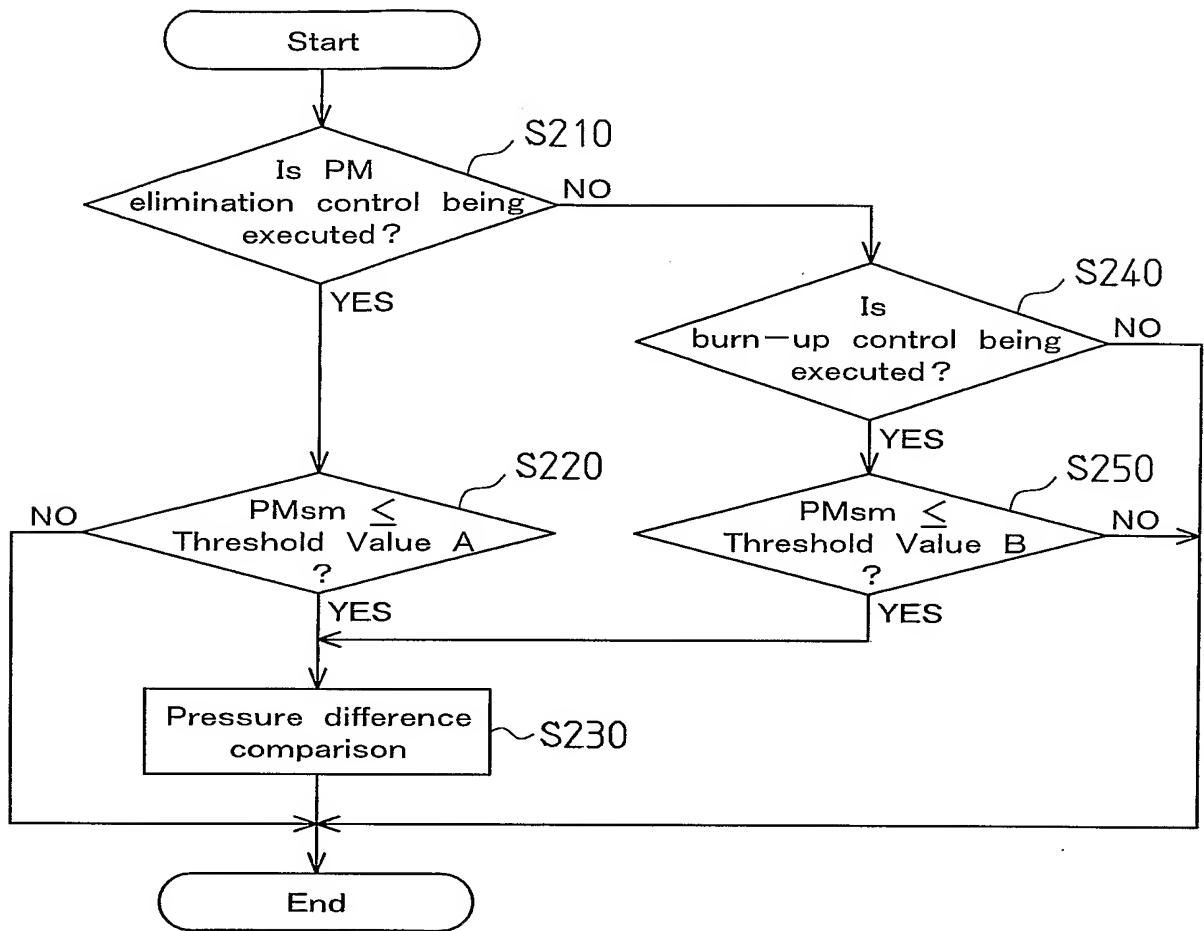 Start
S210
Is PM
elimination control being
executed?
NO
YES
S240
Is
burn-up control being
executed?
NO
YES
S220
PMsm ≤
Threshold Value A
?
NO
YES
S250
PMsm ≤
Threshold Value B
?
NO
YES
Pressure difference
comparison
S230
End